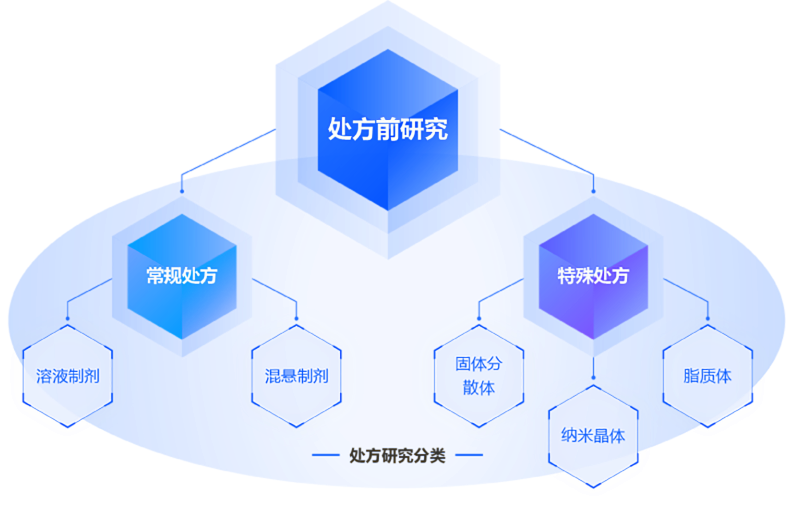 处方前研究
常规处方
特殊处方
溶液制剂
混悬制剂
固体分
散体
纳米晶体
脂质体
处方研究分类